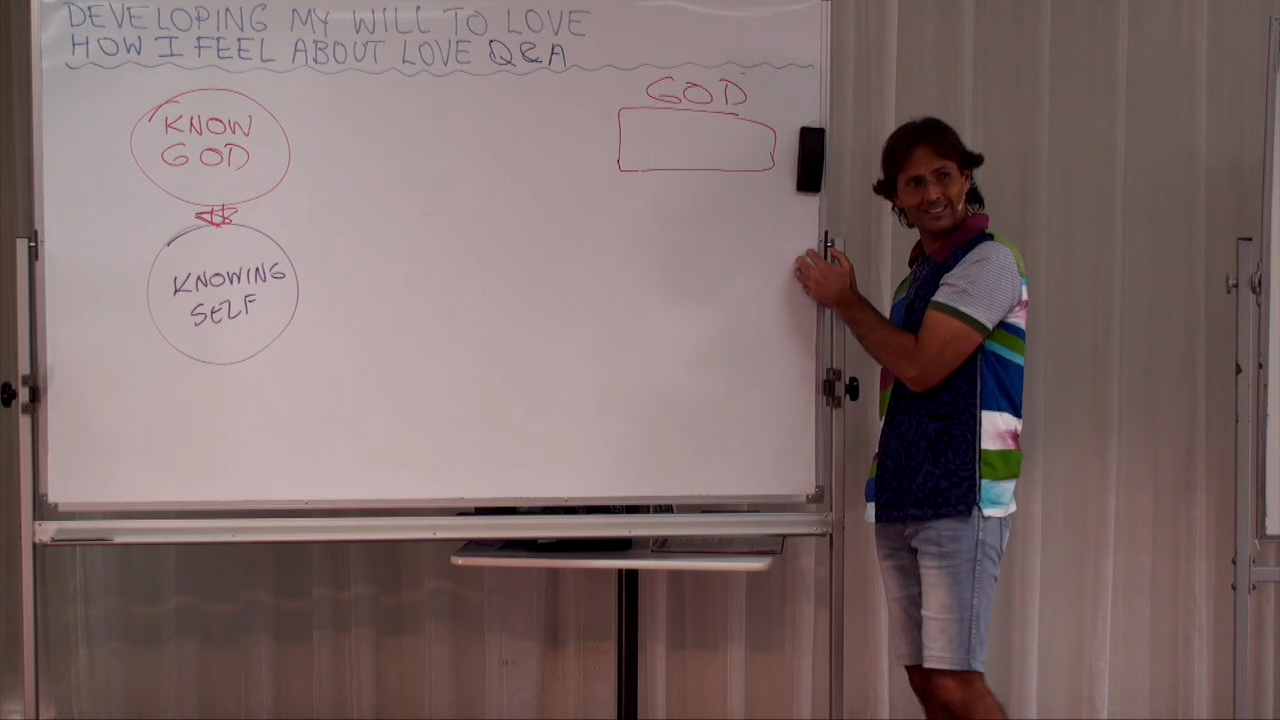 DEVELOPING MY WILL TO LOVE
HOW I FEEL ABOUT LOVE Q&A
GOD
KNOW
GOD
KNOWING
SELF